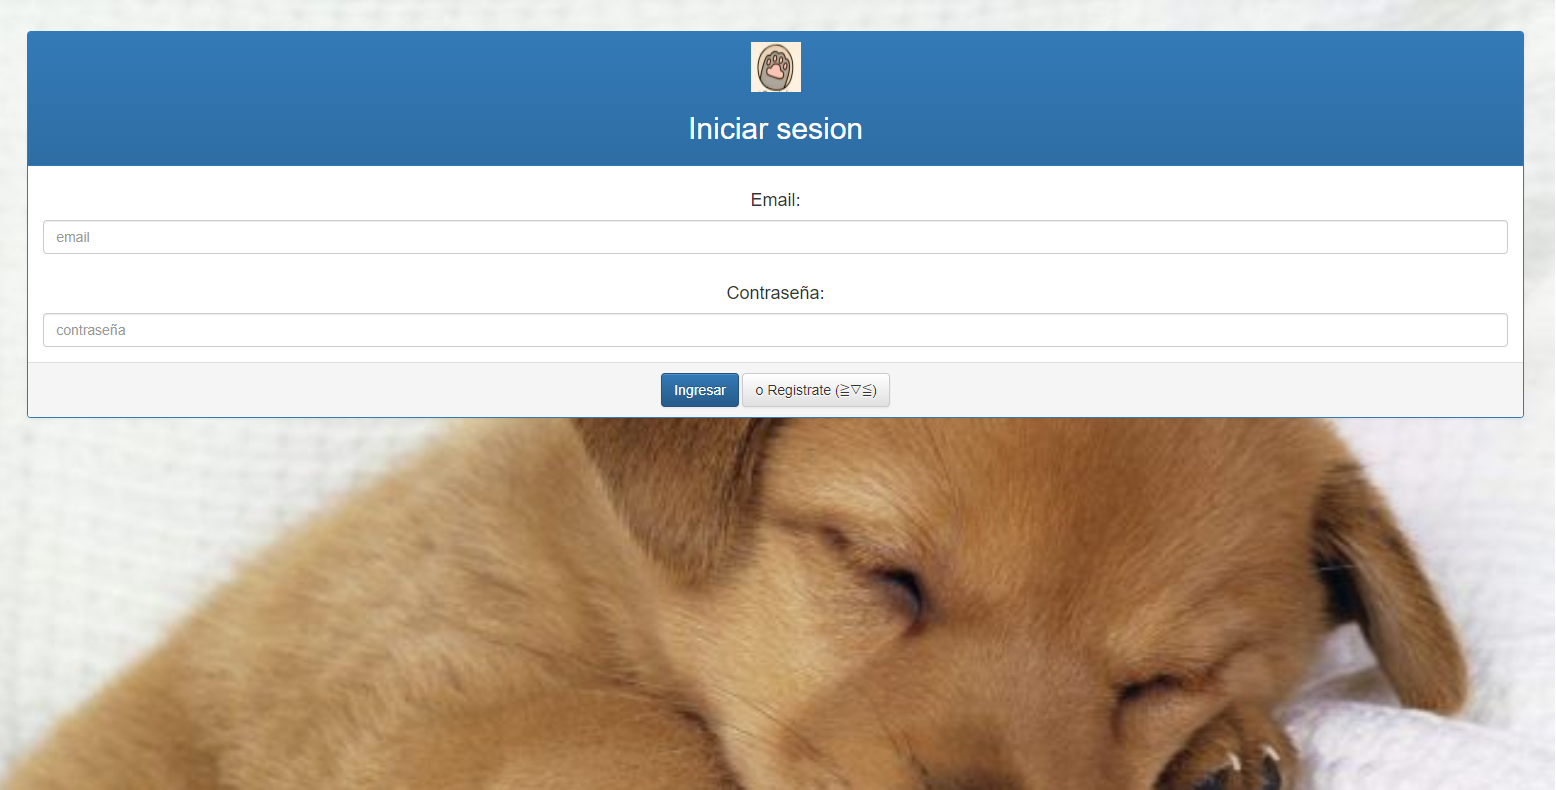 Iniciar sesion
Email:
email
Contraseña:
contraseña
Ingresar
o Registrate (≧▽≦)